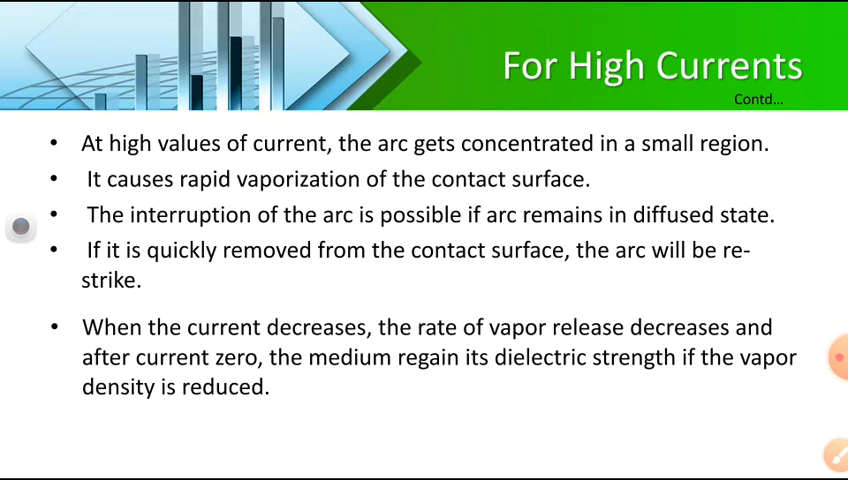 For High Currents
Contd…
• At high values of current, the arc gets concentrated in a small region.
• It causes rapid vaporization of the contact surface.
• The interruption of the arc is possible if arc remains in diffused state.
• If it is quickly removed from the contact surface, the arc will be re-
strike.
• When the current decreases, the rate of vapor release decreases and
after current zero, the medium regain its dielectric strength if the vapor
density is reduced.